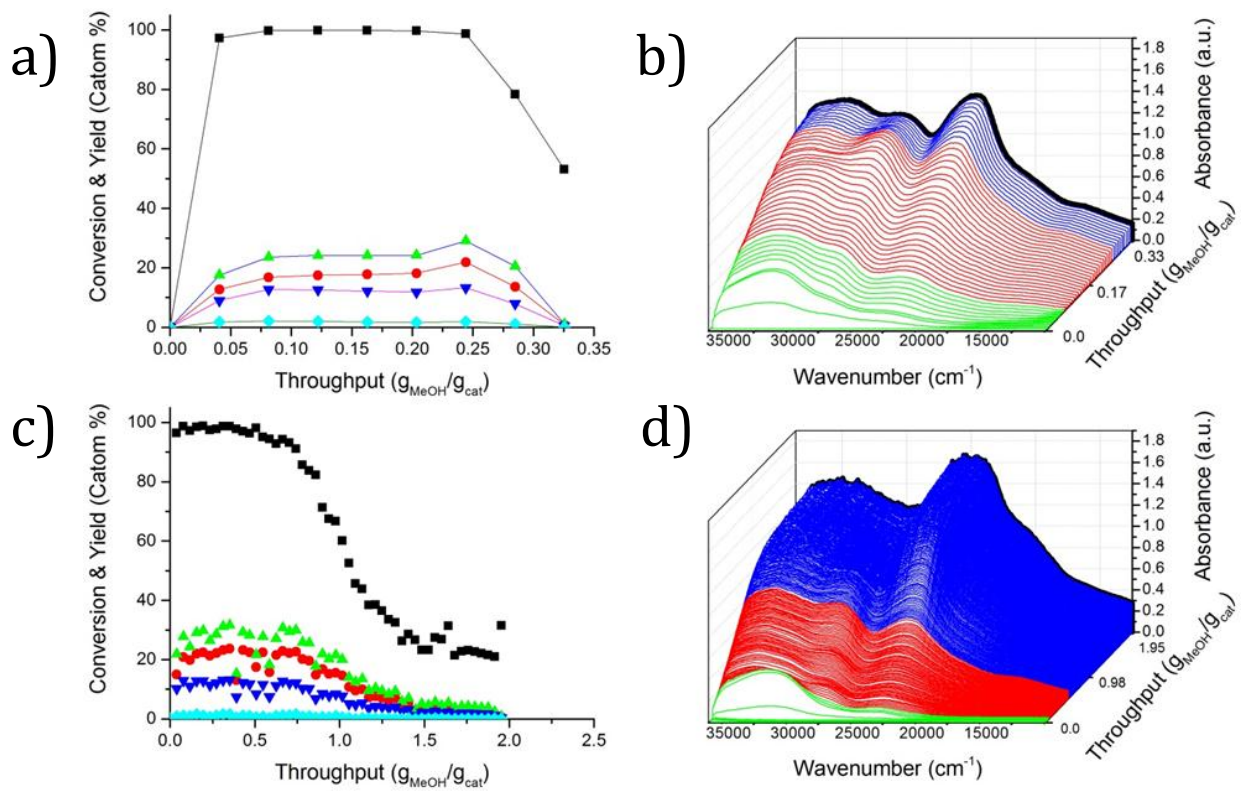 a)
Conversion & Yield (Catom %)
100
80
60
40
20
0
0.00 0.05 0.10 0.15 0.20 0.25 0.30 0.35
Throughput (gMeOH/gcat)
b)
1.8
1.6
1.4
1.2
1.0
0.8
0.6
0.4
0.2
0.0
Absorbance (a.u.)
0.33
0.17
0.0
Throughput (gMeOH/gcat)
35000 30000 25000 20000 15000
Wavenumber (cm-1)
c)
Conversion & Yield (Catom %)
100
80
60
40
20
0
0.0 0.5 1.0 1.5 2.0 2.5
Throughput (gMeOH/gcat)
d)
1.8
1.6
1.4
1.2
1.0
0.8
0.6
0.4
0.2
0.0
Absorbance (a.u.)
1.95
0.98
0.0
Throughput (gMeOH/gcat)
35000 30000 25000 20000 15000
Wavenumber (cm-1)